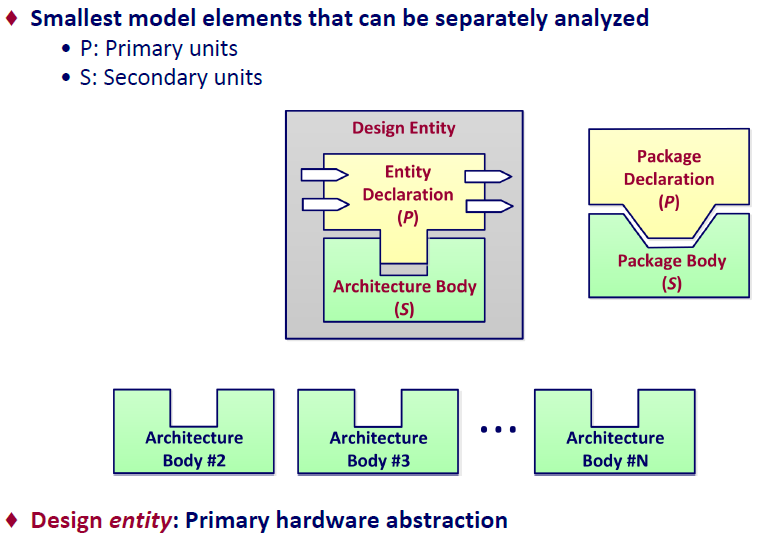 ♦ Smallest model elements that can be separately analyzed
• P: Primary units
• S: Secondary units
Design Entity
Entity
Declaration
(P)
Architecture Body
(S)
Package
Declaration
(P)
Package Body
(S)
Architecture
Body #2
Architecture
Body #3
• • •
Architecture
Body #N
♦ Design entity: Primary hardware abstraction